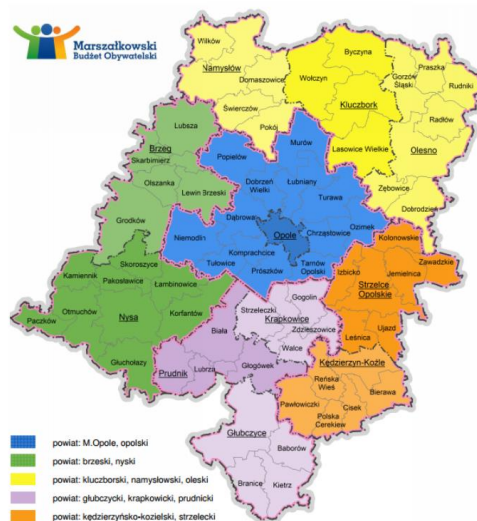 Marszałkowski
Budżet Obywatelski
Wilków
Namysłów
Domaszowice
Świerczów
Pokój
Byczyna
Wołczyn
Kluczbork
Lasowice Wielkie
Praszka
Gorzów
Śląski
Rudniki
Radłów
Olesno
Zębowice
Dobrodzień
Lubsza
Brzeg
Skarbimierz
Olszanka
Lewin Brzeski
Grodków
Popielów
Murów
Dobrzeń
Wielki
Łubniany
Turawa
Dąbrowa
Opole
Chrząstowice
Ozimek
Niemodlin
Komprachcice
Tułowice
Prószków
Tarnów
Opolski
Kolonowskie
Zawadzkie
Izbicko
Jemielnica
Strzelce
Opolskie
Ujazd
Leśnica
Skoroszyce
Kamiennik
Pakosławice
Łambinowice
Otmuchów
Paczków
Nysa
Korfantów
Głuchołazy
Gogolin
Strzeleczki
Krapkowice
Zdzieszowice
Walce
Biała
Prudnik
Lubrza
Głogówek
Kędzierzyn-Koźle
Reńska
Wieś
Bierawa
Pawłowiczki
Cisek
Polska
Cerekiew
Głubczyce
Baborów
Branice
Kietrz
powiat: M.Opole, opolski
powiat: brzeski, nyski
powiat: kluczborski, namysłowski, oleski
powiat: głubczycki, krapkowicki, prudnicki
powiat: kędzierzyńsko-kozielski, strzelecki